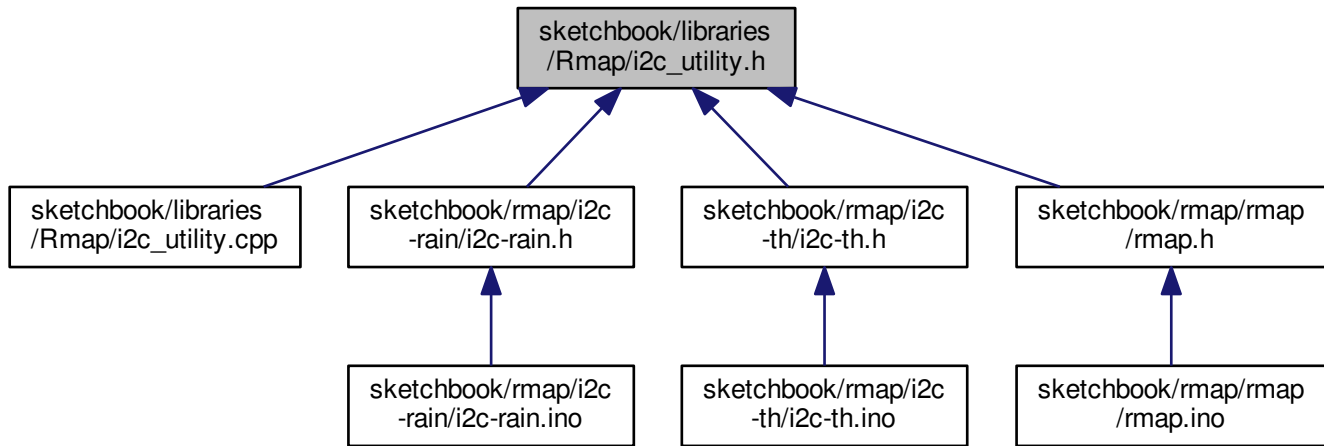 sketchbook/libraries
/Rmap/i2c_utility.h
sketchbook/libraries
/Rmap/i2c_utility.cpp
sketchbook/rmap/i2c
-rain/i2c-rain.h
sketchbook/rmap/i2c
-th/i2c-th.h
sketchbook/rmap/rmap
/rmap.h
sketchbook/rmap/i2c
-rain/i2c-rain.ino
sketchbook/rmap/i2c
-th/i2c-th.ino
sketchbook/rmap/rmap
/rmap.ino